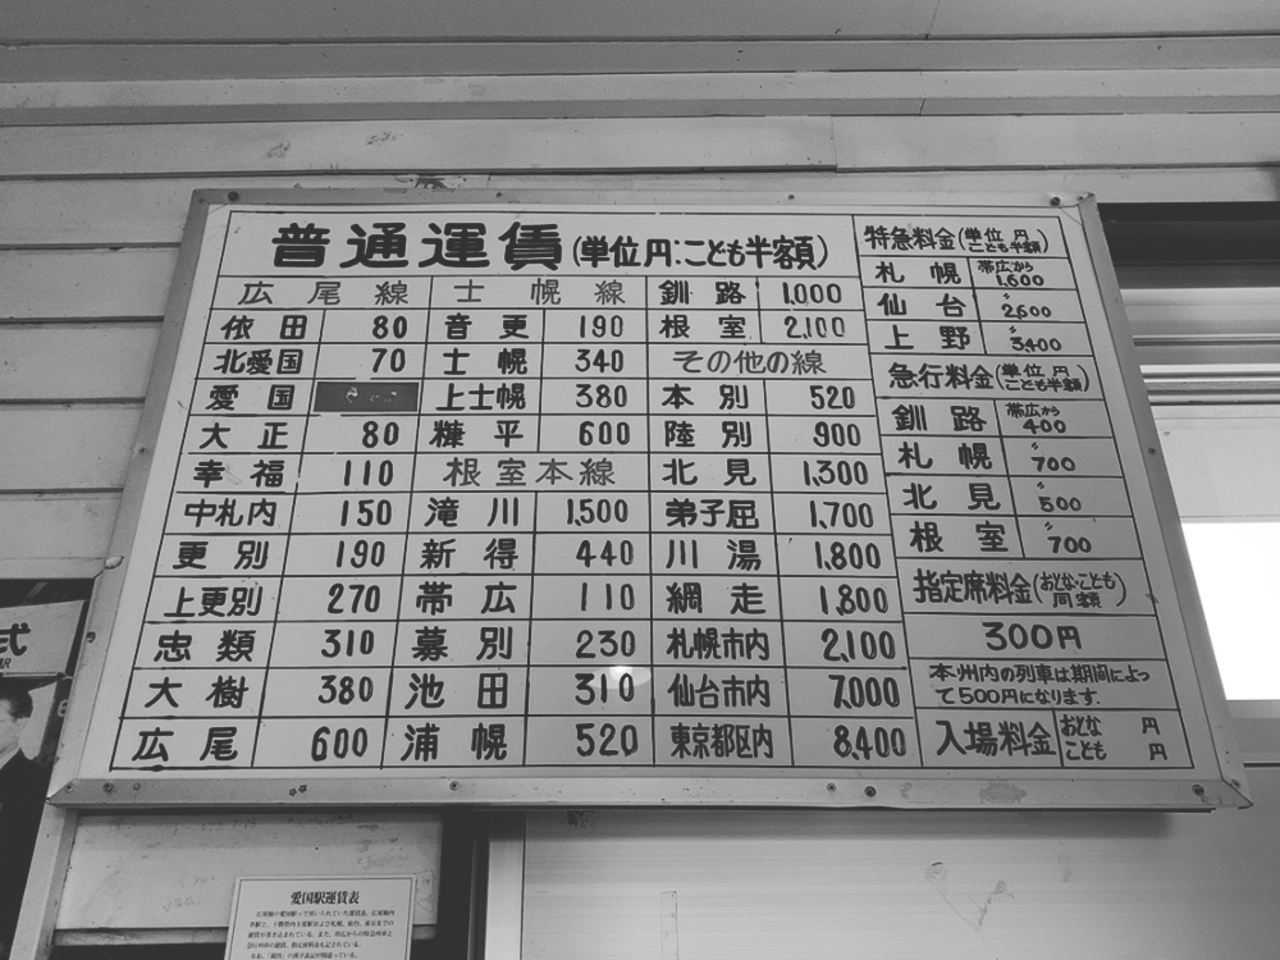 普通運賃(単位 円:こども半額)
広尾線
依田 80
北愛国 70
愛国
大正 80
幸福 110
中札内 150
更別 190
上更別 270
忠類 310
大樹 380
広尾 600
士幌線
音更 190
士幌 340
上士幌 380
糠平 600
根室本線
滝川 1,500
新得 440
帯広 110
幕別 230
池田 310
浦幌 520
釧路 1,000
根室 2,100
その他の線
本別 520
陸別 900
北見 1,300
弟子屈 1,700
川湯 1,800
網走 1,800
札幌市内 2,100
仙台市内 7,000
東京都区内 8,400
特急料金(単位 円 こども半額)
札幌 帯広から 1,600
仙台 〃 2,600
上野 〃 3,400
急行料金(単位 円 こども半額)
釧路 帯広から 400
札幌 〃 700
北見 〃 500
根室 〃 700
指定席料金(おとな・こども同額)
300円
本州内の列車は期間によっ
て500円になります.
入場料金 おとな 円
こども 円
式
駅
愛国駅運賃表